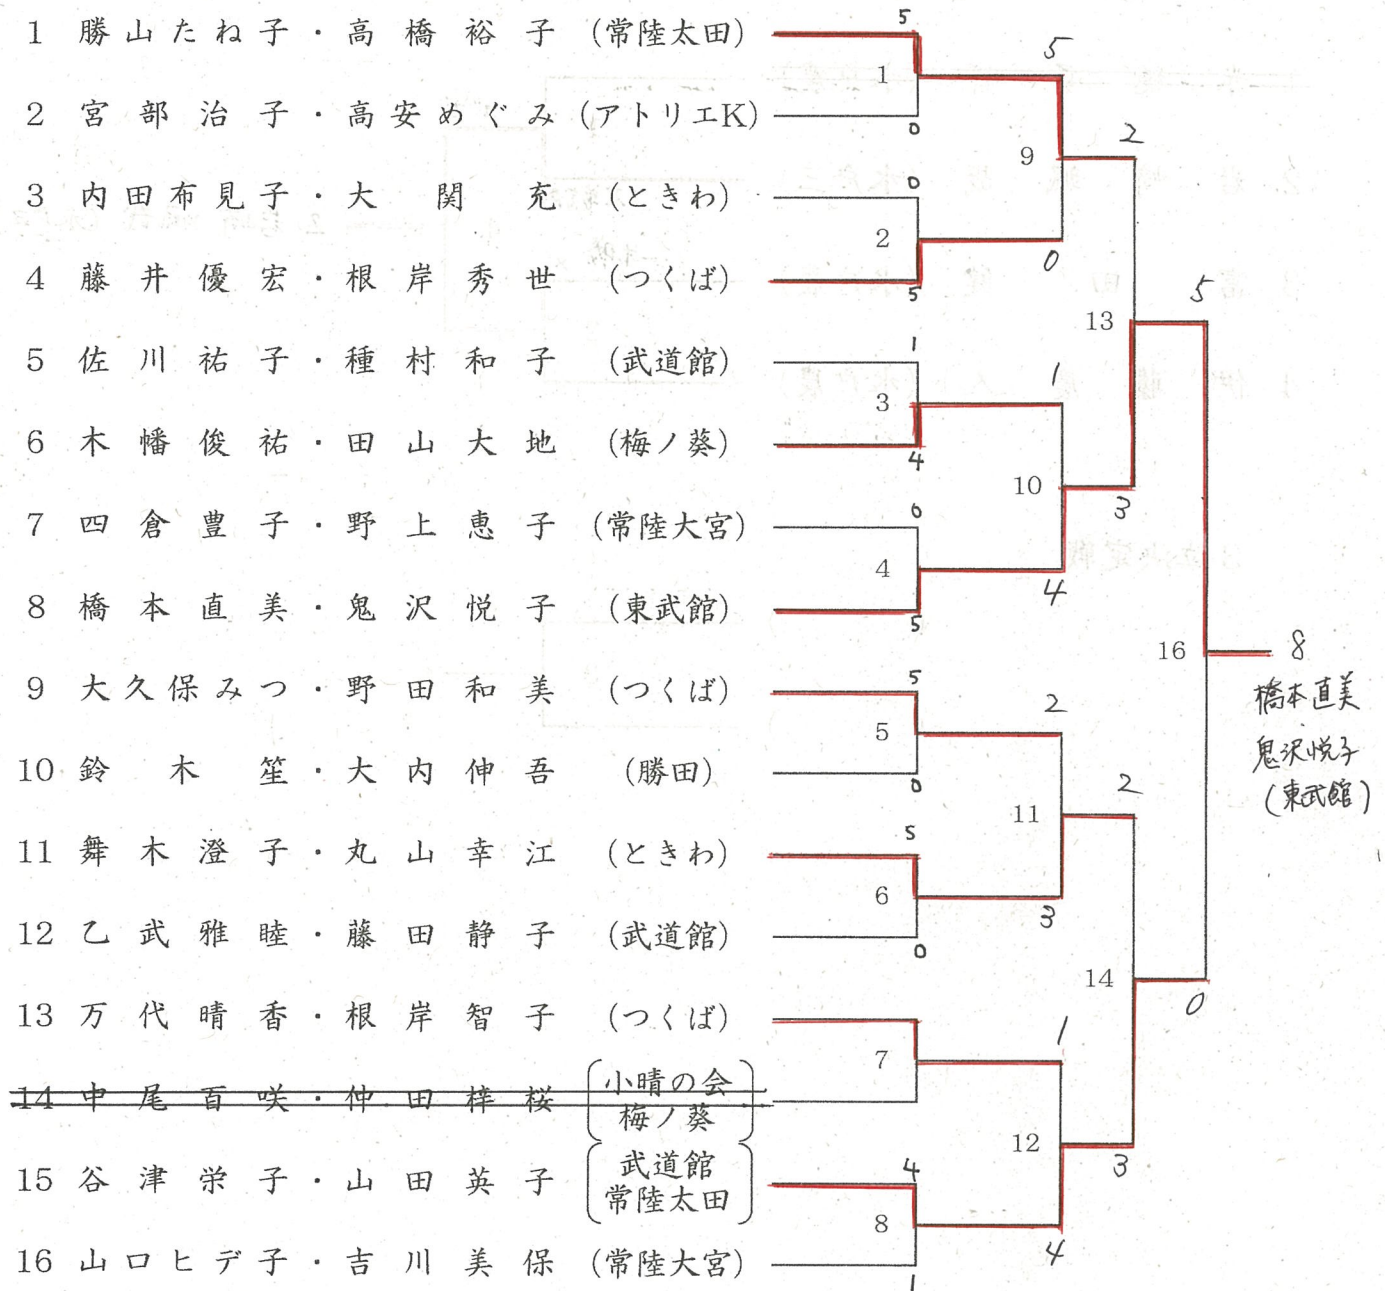 1 勝山たね子・高橋裕子 (常陸太田)
2 宮部治子・高安めぐみ (アトリエK)
3 内田布見子・大関充 (ときわ)
4 藤井優宏・根岸秀世 (つくば)
5 佐川祐子・種村和子 (武道館)
6 木幡俊祐・田山大地 (梅ノ葵)
7 四倉豊子・野上恵子 (常陸大宮)
8 橋本直美・鬼沢悦子 (東武館)
9 大久保みつ・野田和美 (つくば)
10 鈴木笙・大内伸吾 (勝田)
11 舞木澄子・丸山幸江 (ときわ)
12 乙武雅睦・藤田静子 (武道館)
13 万代晴香・根岸智子 (つくば)
14 中尾百咲・仲田梓桜 (小晴の会 梅ノ葵)
15 谷津栄子・山田英子 (武道館 常陸太田)
16 山口ヒデ子・吉川美保 (常陸大宮)
5
1
0
0
2
5
1
3
4
0
4
5
5
5
0
5
6
0
7
4
8
1
5
9
0
1
10
4
2
11
3
1
12
4
2
13
3
2
14
3
5
16
0
8
橋本直美
鬼沢悦子
(東武館)